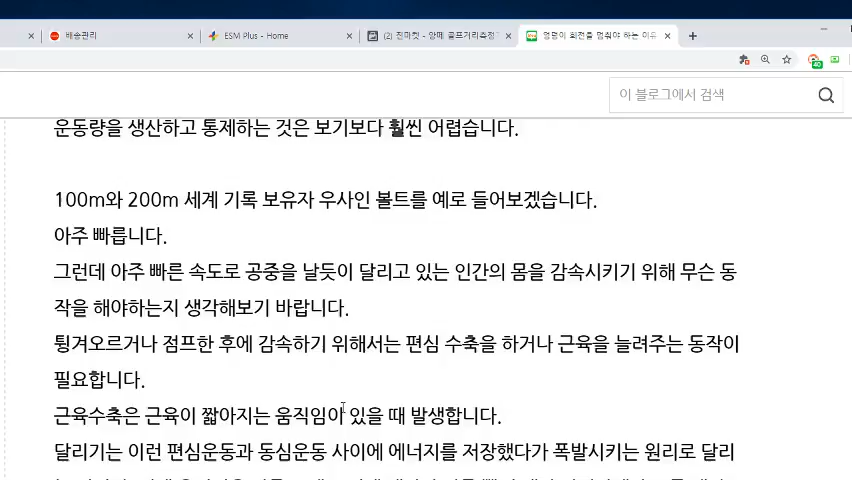 배송관리
ESM Plus - Home
(2) 진마켓 - 양떼 골프거리측정
엉덩이 회전을 멈춰야 하는 이유
40
이 블로그에서 검색
운동량을 생산하고 통제하는 것은 보기보다 훨씬 어렵습니다.
100m와 200m 세계 기록 보유자 우사인 볼트를 예로 들어보겠습니다.
아주 빠릅니다.
그런데 아주 빠른 속도로 공중을 날듯이 달리고 있는 인간의 몸을 감속시키기 위해 무슨 동
작을 해야하는지 생각해보기 바랍니다.
튕겨오르거나 점프한 후에 감속하기 위해서는 편심 수축을 하거나 근육을 늘려주는 동작이
필요합니다.
근육수축은 근육이 짧아지는 움직임이 있을 때 발생합니다.
달리기는 이런 편심운동과 동심운동 사이에 에너지를 저장했다가 폭발시키는 원리로 달리